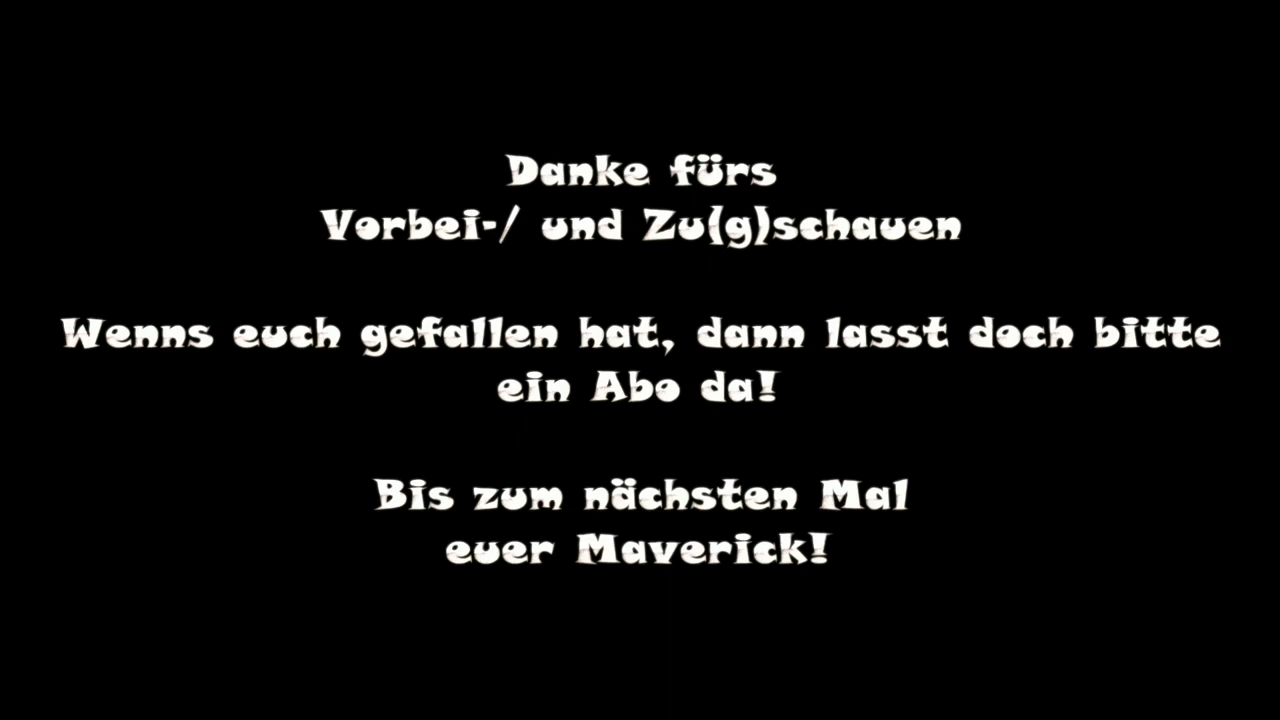 Danke fürs
Vorbei-/ und Zu(g)schauen
Wenns euch gefallen hat, dann lasst doch bitte
ein Abo da!
Bis zum nächsten Mal
euer Maverick!